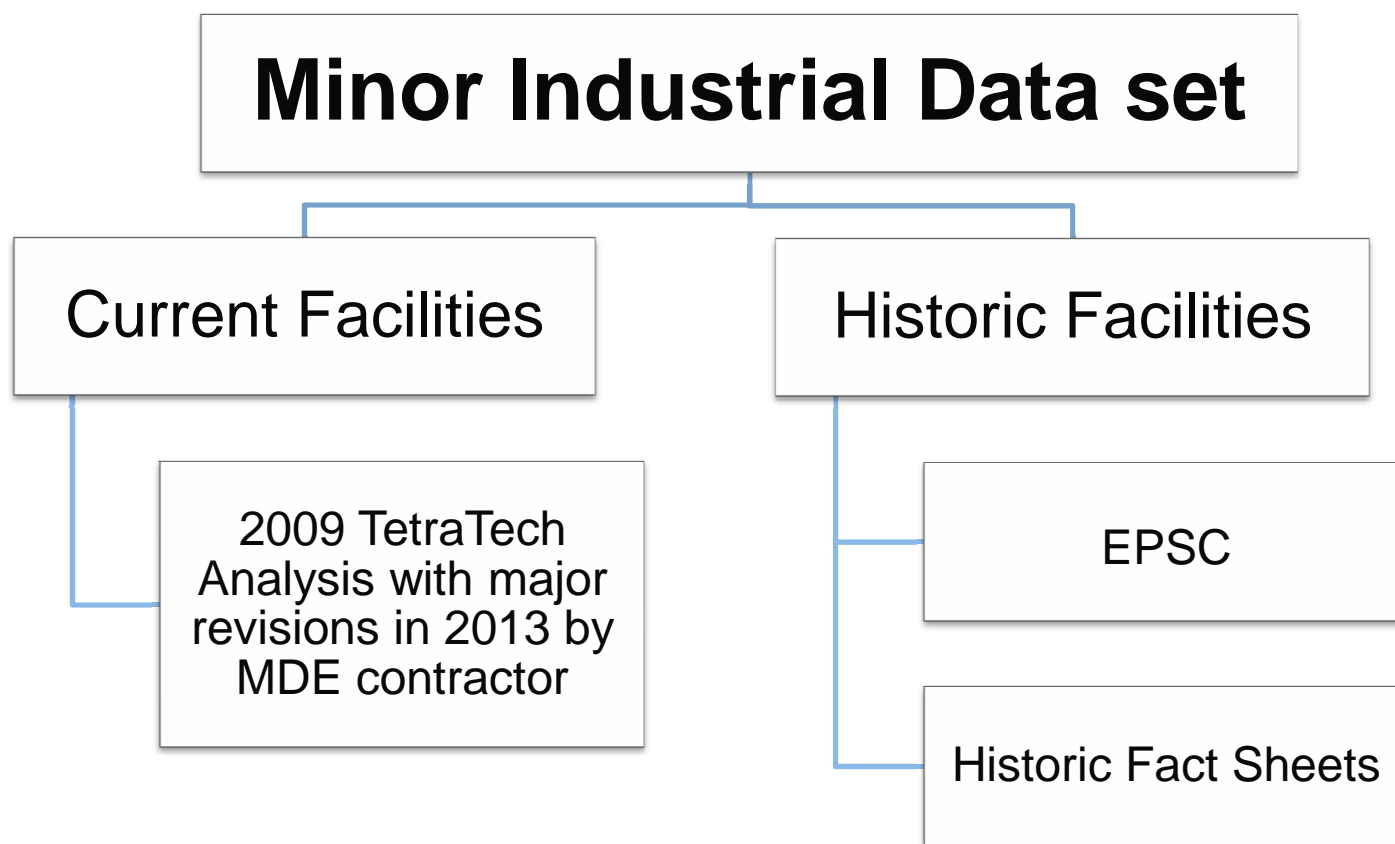 Minor Industrial Data set
Current Facilities
Historic Facilities
2009 TetraTech
Analysis with major
revisions in 2013 by
MDE contractor
EPSC
Historic Fact Sheets